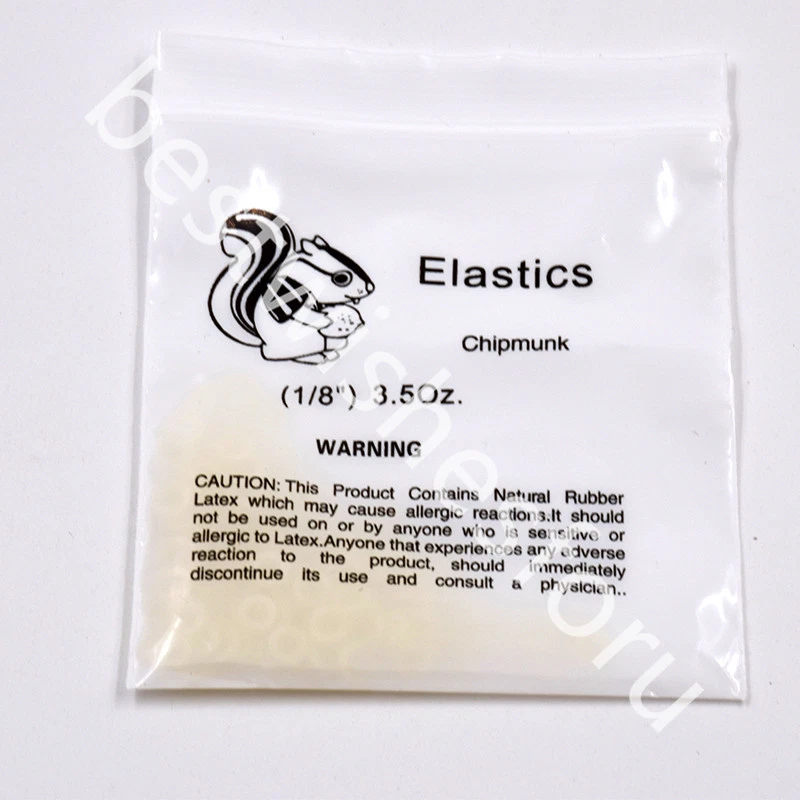 Elastics
Chipmunk
(1/8") 3.5Oz.
WARNING
CAUTION: This Product Contains Natural Rubber
Latex which may cause allergic reactions.It should
not be used on or by anyone who is sensitive or
allergic to Latex.Anyone that experiences any adverse
reaction to the product, should immediately
discontinue its use and consult a physician..
bestwisherforu